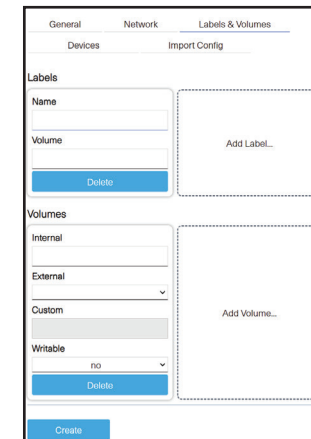 General Network Labels & Volumes
Devices Import Config
Labels
Name
Volume
Add Label...
Delete
Volumes
Internal
External
Custom
Add Volume...
Writable
no
Delete
Create